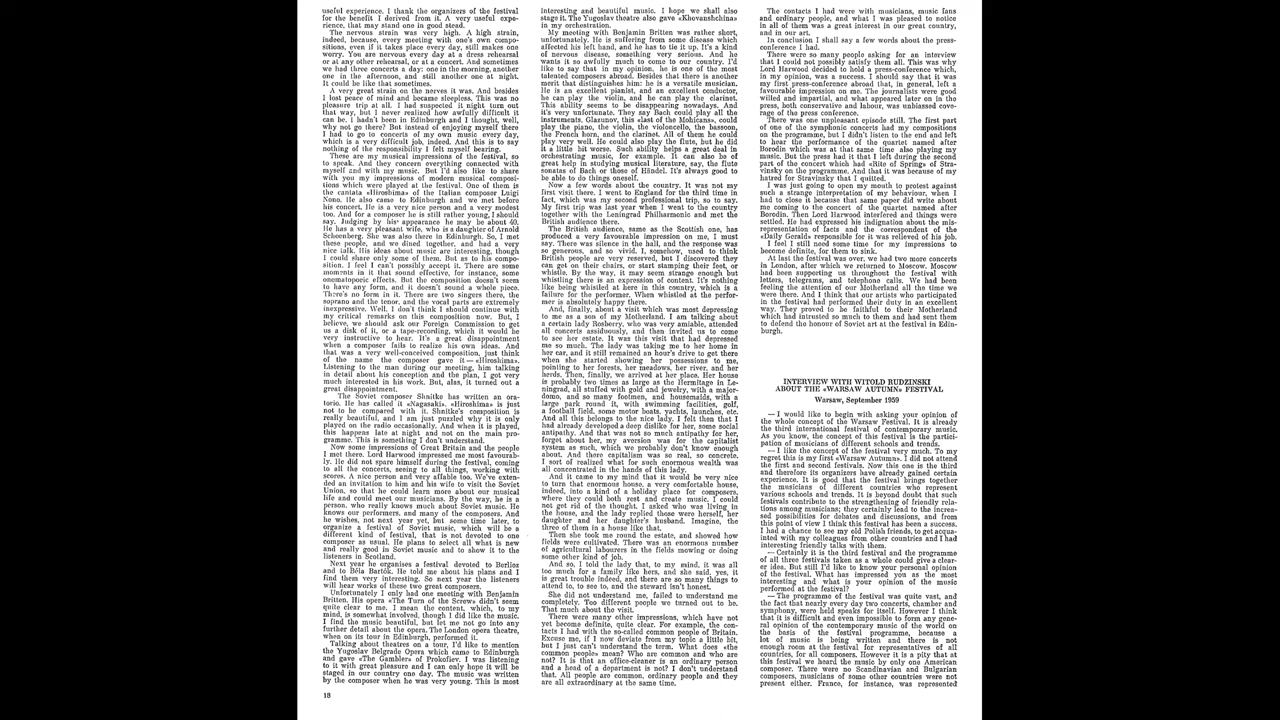 useful experience. I thank the organizers of the festival
for the benefit I derived from it. A very useful expe-
rience, that may stand one in good stead.
The nervous strain was very high. A high strain,
indeed, because, every meeting with one's own compo-
sitions, even if it takes place every day, still makes one
worry. You are nervous every day at a dress rehearsal
or at any other rehearsal, or at a concert. And sometimes
we had three concerts a day: one in the morning, another
one in the afternoon, and still another one at night.
It could be like that sometimes.
A very great strain on the nerves it was. And besides
I lost peace of mind and became sleepless. This was no
pleasure trip at all. I had suspected it night turn out
that way, but I never realized how awfully difficult it
can be. I hadn't been in Edinburgh and I thought, well,
why not go there? But instead of enjoying myself there
I had to go to concerts of my own music every day,
which is a very difficult job, indeed. And this is to say
nothing of the responsibility I felt myself bearing.
These are my musical impressions of the festival, so
to speak. And they concern everything connected with
myself and with my music. But I'd also like to share
with you my impressions of modern musical composi-
tions which were played at the festival. One of them is
the cantata «Hiroshima» of the Italian composer Luigi
Nono. He also came to Edinburgh and we met before
his concert. He is a very nice person and a very modest
too. And for a composer he is still rather young, I should
say. Judging by his appearance he may be about 40.
He has a very pleasant wife, who is a daughter of Arnold
Schoenberg. She was also there in Edinburgh. So, I met
these people, and we dined together, and had a very
nice talk. His ideas about music are interesting, though
I could share only some of them. But as to his compo-
sition, I feel I can't possibly accept it. There are some
moments in it that sound effective, for instance, some
onematopoeic effects. But the composition doesn't seem
to have any form, and it doesn't sound a whole piece.
There's no form in it. There are two singers there, the
soprano and the tenor, and the vocal parts are extremely
inexpressive. Well, I don't think I should continue with
my critical remarks on this composition now. But, I
believe, we should ask our Foreign Commission to get
us a disk of it, or a tape-recording, which it would be
very instructive to hear. It's a great disappointment
when a composer fails to realize his own ideas. And
that was a very well-conceived composition, just think
of the name the composer gave it — «Hiroshima».
Listening to the man during our meeting, him talking
in detail about his conception and the plan, I got very
much interested in his work. But, alas, it turned out a
great disappointment.
The Soviet composer Shnitke has written an ora-
torio. He has called it «Nagasaki». «Hiroshima» is just
not to be compared with it. Shnitke's composition is
really beautiful, and I am just puzzled why it is only
played on the radio occasionally. And when it is played,
this happens late at night and not on the main pro-
gramme. This is something I don't understand.
Now some impressions of Great Britain and the people
I met there. Lord Harwood impressed me most favourab-
ly. He did not spare himself during the festival, coming
to all the concerts, seeing to all things, working with
scores. A nice person and very affable too. We've exten-
ded an invitation to him and his wife to visit the Soviet
Union, so that he could learn more about our musical
life and could meet our musicians. By the way, he is a
person, who really knows much about Soviet music. He
knows our performers, and many of the composers. And
he wishes, not next year yet, but some time later, to
organize a festival of Soviet music, which will be a
different kind of festival, that is not devoted to one
composer as usual. He plans to select all what is new
and really good in Soviet music and to show it to the
listeners in Scotland.
Next year he organises a festival devoted to Berlioz
and to Béla Bartók. He told me about his plans and I
find them very interesting. So next year the listeners
will hear works of these two great composers.
Unfortunately I only had one meeting with Benjamin
Britten. His opera «The Turn of the Screw» didn't seem
quite clear to me. I mean the content, which, to my
mind, is somewhat involved, though I did like the music.
I find the music beautiful, but let me not go into any
further detail about the opera. The London opera theatre,
when on its tour in Edinburgh, performed it.
Talking about theatres on a tour, I'd like to mention
the Yugoslav Belgrade Opera which came to Edinburgh
and gave «The Gambler» of Prokofiev. I was listening
to it with great pleasure and I can only hope it will be
staged in our country one day. The music was written
by the composer when he was very young. This is most
18
interesting and beautiful music. I hope we shall also
stage it. The Yugoslav theatre also gave «Khovanshchina»
in my orchestration.
My meeting with Benjamin Britten was rather short,
unfortunately. He is suffering from some disease which
affected his left hand, and he has to tie it up. It's a kind
of nervous disease, something very serious. And he
wants it so awfully much to come to our country. I'd
like to say that in my opinion, he is one of the most
talented composers abroad. Besides that there is another
merit that distinguishes him: he is a versatile musician.
He is an excellent pianist, and an excellent conductor,
he can play the violin, and he can play the clarinet.
This ability seems to be disappearing nowadays. And
it's very unfortunate. They say Bach could play all the
instruments. Glazunov, this «last of the Mohicans», could
play the piano, the violin, the violoncello, the bassoon,
the French horn, and the clarinet. All of them he could
play very well. He could also play the flute, but he did
it a little bit worse. Such ability helps a great deal in
orchestrating music, for example. It can also be of
great help in studying musical literature, say, the flute
sonatas of Bach or those of Händel. It's always good to
be able to do things oneself.
Now a few words about the country. It was not my
first visit there. I went to England for the third time in
fact, which was my second professional trip, so to say.
My first trip was last year when I went to the country
together with the Leningrad Philharmonic and met the
British audience there.
The British audience, same as the Scottish one, has
produced a very favourable impression on me, I must
say. There was silence in the hall, and the response was
so generous, and so vivid. I, somehow, used to think
British people are very reserved, but I discovered they
can get on their chairs, or start stamping their feet, or
whistle. By the way, it may seem strange enough but
whistling there is an expression of content. It's nothing
like being whistled at here in this country, which is a
failure for the performer. When whistled at the perfor-
mer is absolutely happy there.
And, finally, about a visit which was most depressing
to me as a son of my Motherland. I am talking about
a certain lady Rosberry, who was very amiable, attended
all concerts assiduously, and then invited us to come
to see her estate. It was this visit that had depressed
me so much. The lady was taking me to her home in
her car, and it still remained an hour's drive to get there
when she started showing her possessions to me,
pointing to her forests, her meadows, her river, and her
herds. Then, finally, we arrived at her place. Her house
is probably two times as large as the Hermitage in Le-
ningrad, all stuffed with gold and jewelry, with a major-
domo, and so many footmen, and housemaids, with a
large park round it, with swimming facilities, golf,
a football field, some motor boats, yachts, launches, etc.
And all this belongs to the nice lady. I felt then that I
had already developed a deep dislike for her, some social
antipathy. And that was not so much antipathy for her,
forget about her, my aversion was for the capitalist
system as such, which we probably don't know enough
about. And there capitalism was so real, so concrete.
I sort of realized what for such enormous wealth was
all concentrated in the hands of this lady.
And it came to my mind that it would be very nice
to turn that enormous house, a very comfortable house,
indeed, into a kind of a holiday place for composers,
where they could both rest and create music. I could
not get rid of the thought. I asked who was living in
the house, and the lady replied those were herself, her
daughter and her daughter's husband. Imagine, the
three of them in a house like that.
Then she took me round the estate, and showed how
fields were cultivated. There was an enormous number
of agricultural labourers in the fields mowing or doing
some other kind of job.
And so, I told the lady that, to my mind, it was all
too much for a family like hers, and she said, yes, it
is great trouble indeed, and there are so many things to
attend to, to see to, and the steward isn't honest.
She did not understand me, failed to understand me
completely. Too different people we turned out to be.
That much about the visit.
There were many other impressions, which have not
yet become definite, quite clear. For example, the con-
tacts I had with the so-called common people of Britain.
Excuse me, if I now deviate from my topic a little bit,
but I just can't understand the term. What does «the
common people» mean? Who are common and who are
not? It is that an office-cleaner is an ordinary person
and a head of a department is not? I don't understand
that. All people are common, ordinary people and they
are all extraordinary at the same time.
The contacts I had were with musicians, music fans
and ordinary people, and what I was pleased to notice
in all of them was a great interest in our great country,
and in our art.
In conclusion I shall say a few words about the press-
conference I had.
There were so many people asking for an interview
that I could not possibly satisfy them all. This was why
Lord Harwood decided to hold a press-conference which,
in my opinion, was a success. I should say that it was
my first press-conference abroad that, in general, left a
favourable impression on me. The journalists were good
willed and impartial, and what appeared later on in the
press, both conservative and labour, was unbiased cove-
rage of the press conference.
There was one unpleasant episode still. The first part
of one of the symphonic concerts had my compositions
on the programme, but I didn't listen to the end and left
to hear the performance of the quartet named after
Borodin which was at that same time also playing my
music. But the press had it that I left during the second
part of the concert which had «Rite of Spring» of Stra-
vinsky on the programme. And that it was because of my
hatred for Stravinsky that I quitted.
I was just going to open my mouth to protest against
such a strange interpretation of my behaviour, when I
had to close it because that same paper did write about
me coming to the concert of the quartet named after
Borodin. Then Lord Harwood interfered and things were
settled. He had expressed his indignation about the mis-
representation of facts and the correspondent of the
«Daily Gerald» responsible for it was relieved of his job.
I feel I still need some time for my impressions to
become definite, for them to sink.
At last the festival was over, we had two more concerts
in London, after which we returned to Moscow. Moscow
had been supporting us throughout the festival with
letters, telegrams, and telephone calls. We had been
feeling the attention of our Motherland all the time we
were there. And I think that our artists who participated
in the festival had performed their duty in an excellent
way. They proved to be faithful to their Motherland
which had intrusted so much to them and had sent them
to defend the honour of Soviet art at the festival in Edin-
burgh.
INTERVIEW WITH WITOLD RUDZINSKI
ABOUT THE «WARSAW AUTUMN» FESTIVAL
Warsaw, September 1959
— I would like to begin with asking your opinion of
the whole concept of the Warsaw Festival. It is already
the third international festival of contemporary music.
As you know, the concept of this festival is the partici-
pation of musicians of different schools and trends.
— I like the concept of the festival very much. To my
regret this is my first «Warsaw Autumn». I did not attend
the first and second festivals. Now this one is the third
and therefore its organizers have already gained certain
experience. It is good that the festival brings together
the musicians of different countries who represent
various schools and trends. It is beyond doubt that such
festivals contribute to the strengthening of friendly rela-
tions among musicians; they certainly lead to the increa-
sed possibilities for debates and discussions, and from
this point of view I think this festival has been a success.
I had a chance to see my old Polish friends, to get acqua-
inted with my colleagues from other countries and I had
interesting friendly talks with them.
— Certainly it is the third festival and the programme
of all three festivals taken as a whole could give a clear-
er idea. But still I'd like to know your personal opinion
of the festival. What has impressed you as the most
interesting and what is your opinion of the music
performed at the festival?
— The programme of the festival was quite vast, and
the fact that nearly every day two concerts, chamber and
symphony, were held speaks for itself. However I think
that it is difficult and even impossible to form any gene-
ral opinion of the contemporary music of the world on
the basis of the festival programme, because a
lot of music is being written and there is not
enough room at the festival for representatives of all
countries, for all composers. However it is a pity that at
this festival we heard the music by only one American
composer. There were no Scandinavian and Bulgarian
composers, musicians of some other countries were not
present either. France, for instance, was represented